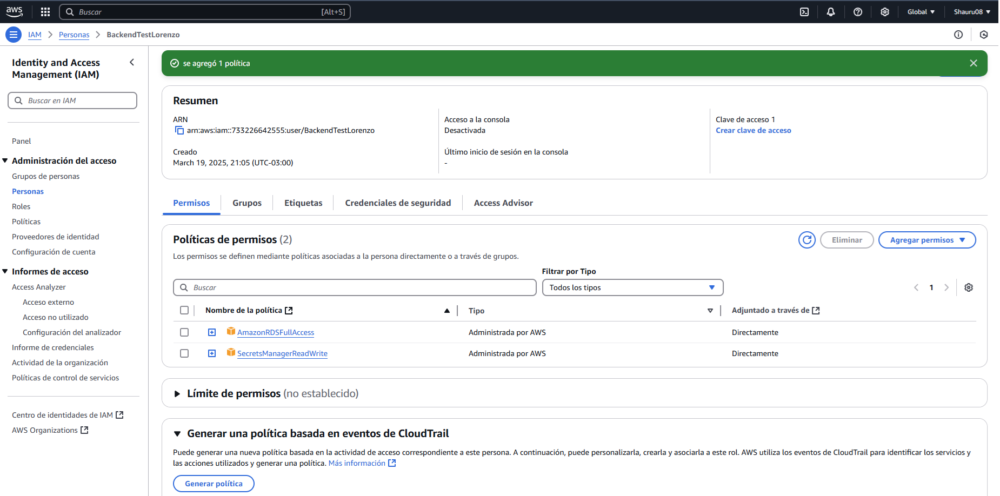 aws
Buscar [Alt+S]
Global
Shauru08
IAM > Personas > BackendTestLorenzo
Identity and Access
Management (IAM)
Buscar en IAM
Panel
Administración del acceso
Grupos de personas
Personas
Roles
Políticas
Proveedores de identidad
Configuración de cuenta
Informes de acceso
Access Analyzer
Acceso externo
Acceso no utilizado
Configuración del analizador
Informe de credenciales
Actividad de la organización
Políticas de control de servicios
Centro de identidades de IAM
AWS Organizations
se agregó 1 política
Resumen
ARN
arn:aws:iam::733226642555:user/BackendTestLorenzo
Creado
March 19, 2025, 21:05 (UTC-03:00)
Acceso a la consola
Desactivada
Último inicio de sesión en la consola
-
Clave de acceso 1
Crear clave de acceso
Permisos
Grupos
Etiquetas
Credenciales de seguridad
Access Advisor
Políticas de permisos (2)
Eliminar
Agregar permisos
Los permisos se definen mediante políticas asociadas a la persona directamente o a través de grupos.
Filtrar por Tipo
Buscar
Todos los tipos
1
Nombre de la política
Tipo
Adjuntado a través de
AmazonRDSFullAccess
Administrada por AWS
Directamente
SecretsManagerReadWrite
Administrada por AWS
Directamente
Límite de permisos (no establecido)
Generar una política basada en eventos de CloudTrail
Puede generar una nueva política basada en la actividad de acceso correspondiente a este persona. A continuación, puede personalizarla, crearla y asociarla a este rol. AWS utiliza los eventos de CloudTrail para identificar los servicios y
las acciones utilizados y generar una política. Más información
Generar política